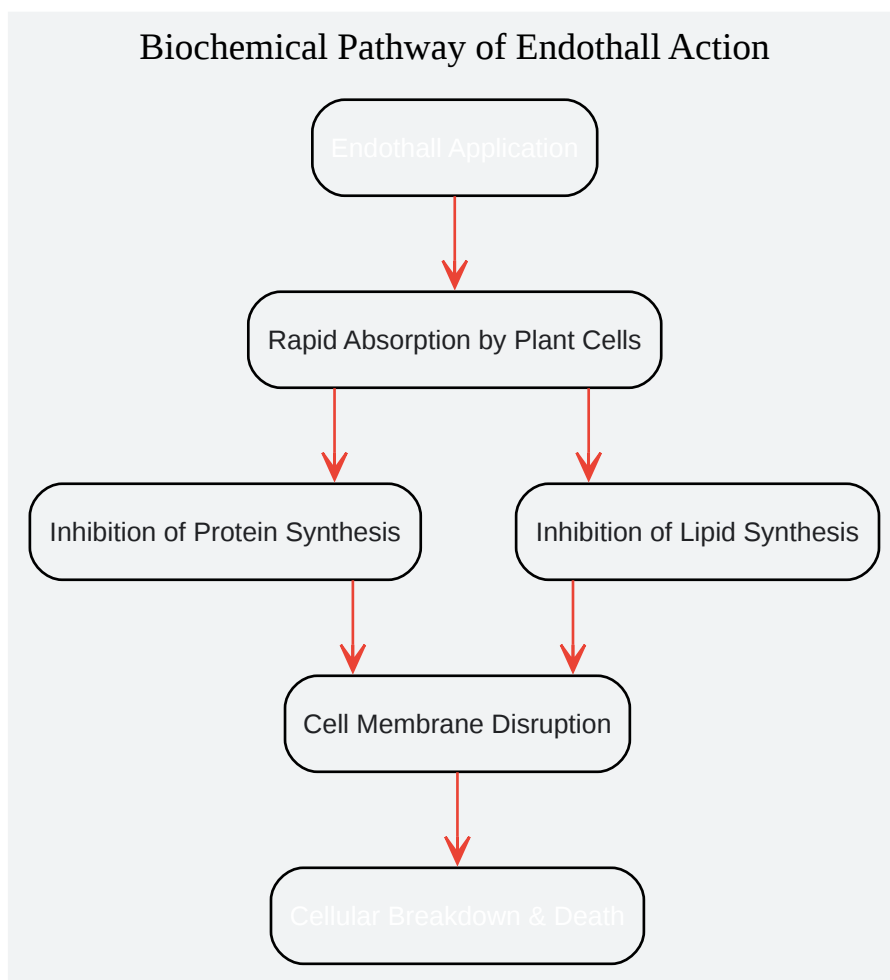 Biochemical Pathway of Endothall Action
Endothall Application
Rapid Absorption by Plant Cells
Inhibition of Protein Synthesis
Inhibition of Lipid Synthesis
Cell Membrane Disruption
Cellular Breakdown & Death